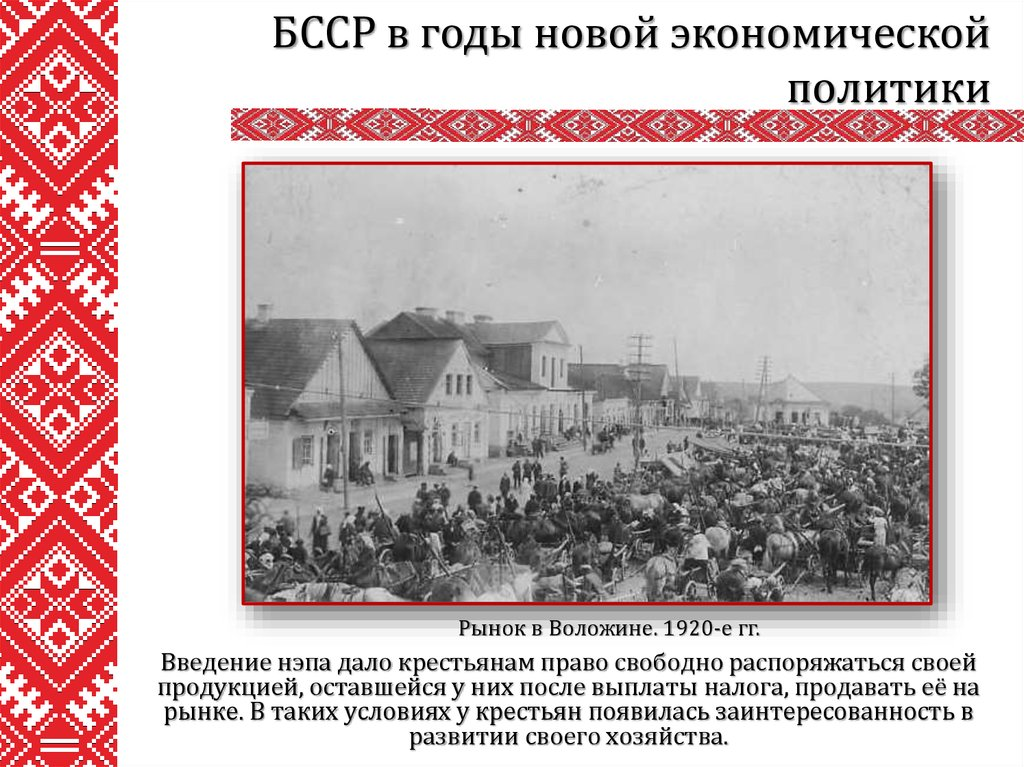 БССР в годы новой экономической
политики
Рынок в Воложине. 1920-е гг.
Введение нэпа дало крестьянам право свободно распоряжаться своей
продукцией, оставшейся у них после выплаты налога, продавать её на
рынке. В таких условиях у крестьян появилась заинтересованность в
развитии своего хозяйства.